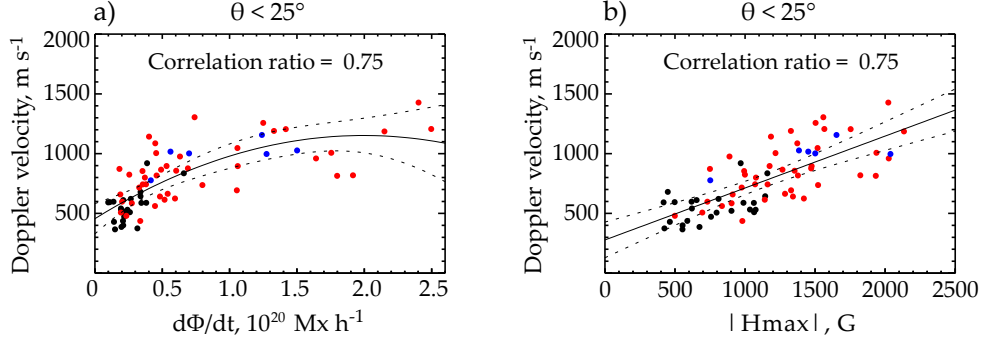 a) θ < 25°
Doppler velocity, m s⁻¹
2000
1500
1000
500
Correlation ratio = 0.75
0 0.5 1.0 1.5 2.0 2.5
dΦ/dt, 10²⁰ Mx h⁻¹
b) θ < 25°
Doppler velocity, m s⁻¹
2000
1500
1000
500
Correlation ratio = 0.75
0 500 1000 1500 2000 2500
|Hmax|, G